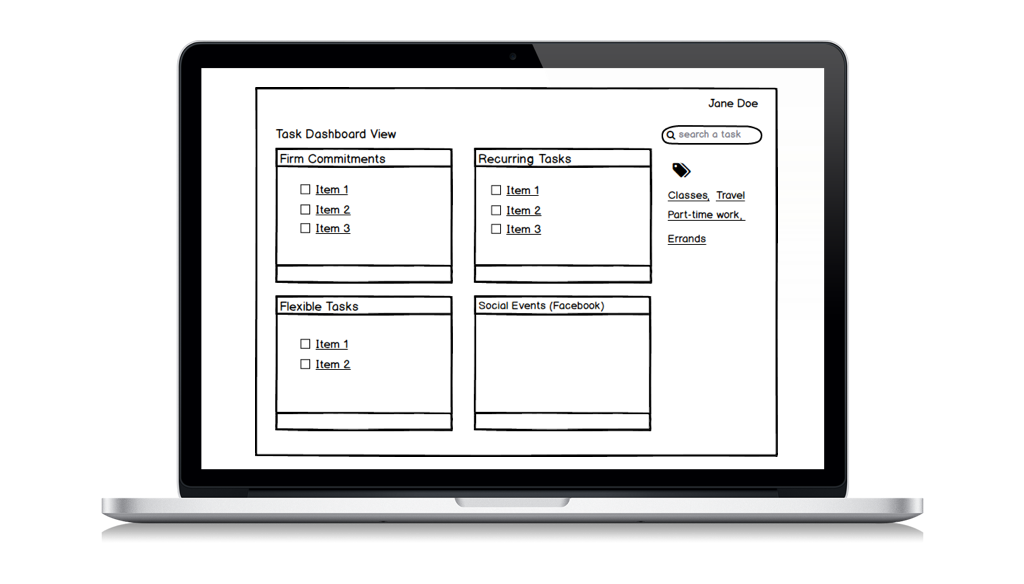 Jane Doe
Task Dashboard View
search a task
Firm Commitments
Item 1
Item 2
Item 3
Recurring Tasks
Item 1
Item 2
Item 3
Classes, Travel
Part-time work,
Errands
Flexible Tasks
Item 1
Item 2
Social Events (Facebook)